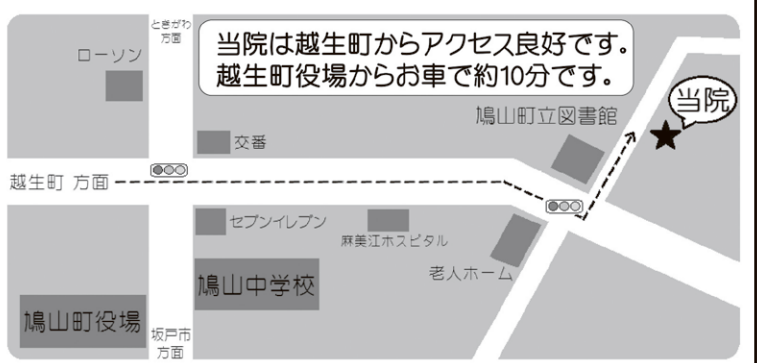 ときがわ
方面
ローソン
当院は越生町からアクセス良好です。
越生町役場からお車で約10分です。
当院
鳩山町立図書館
交番
越生町 方面
セブンイレブン
麻美江ホスピタル
老人ホーム
鳩山中学校
鳩山町役場
坂戸市
方面